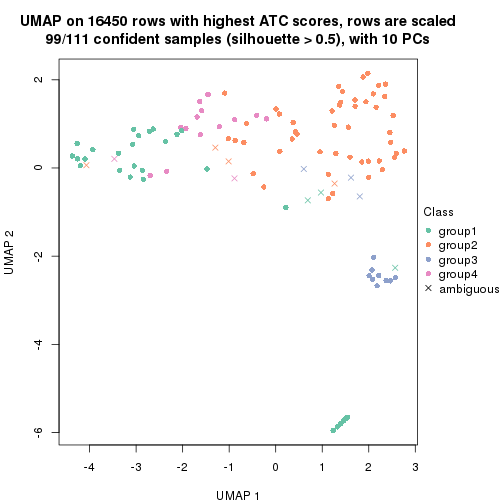 UMAP on 16450 rows with highest ATC scores, rows are scaled
99/111 confident samples (silhouette > 0.5), with 10 PCs
2
0
-2
-4
-6
UMAP 2
-4 -3 -2 -1 0 1 2 3
UMAP 1
Class
group1
group2
group3
group4
ambiguous